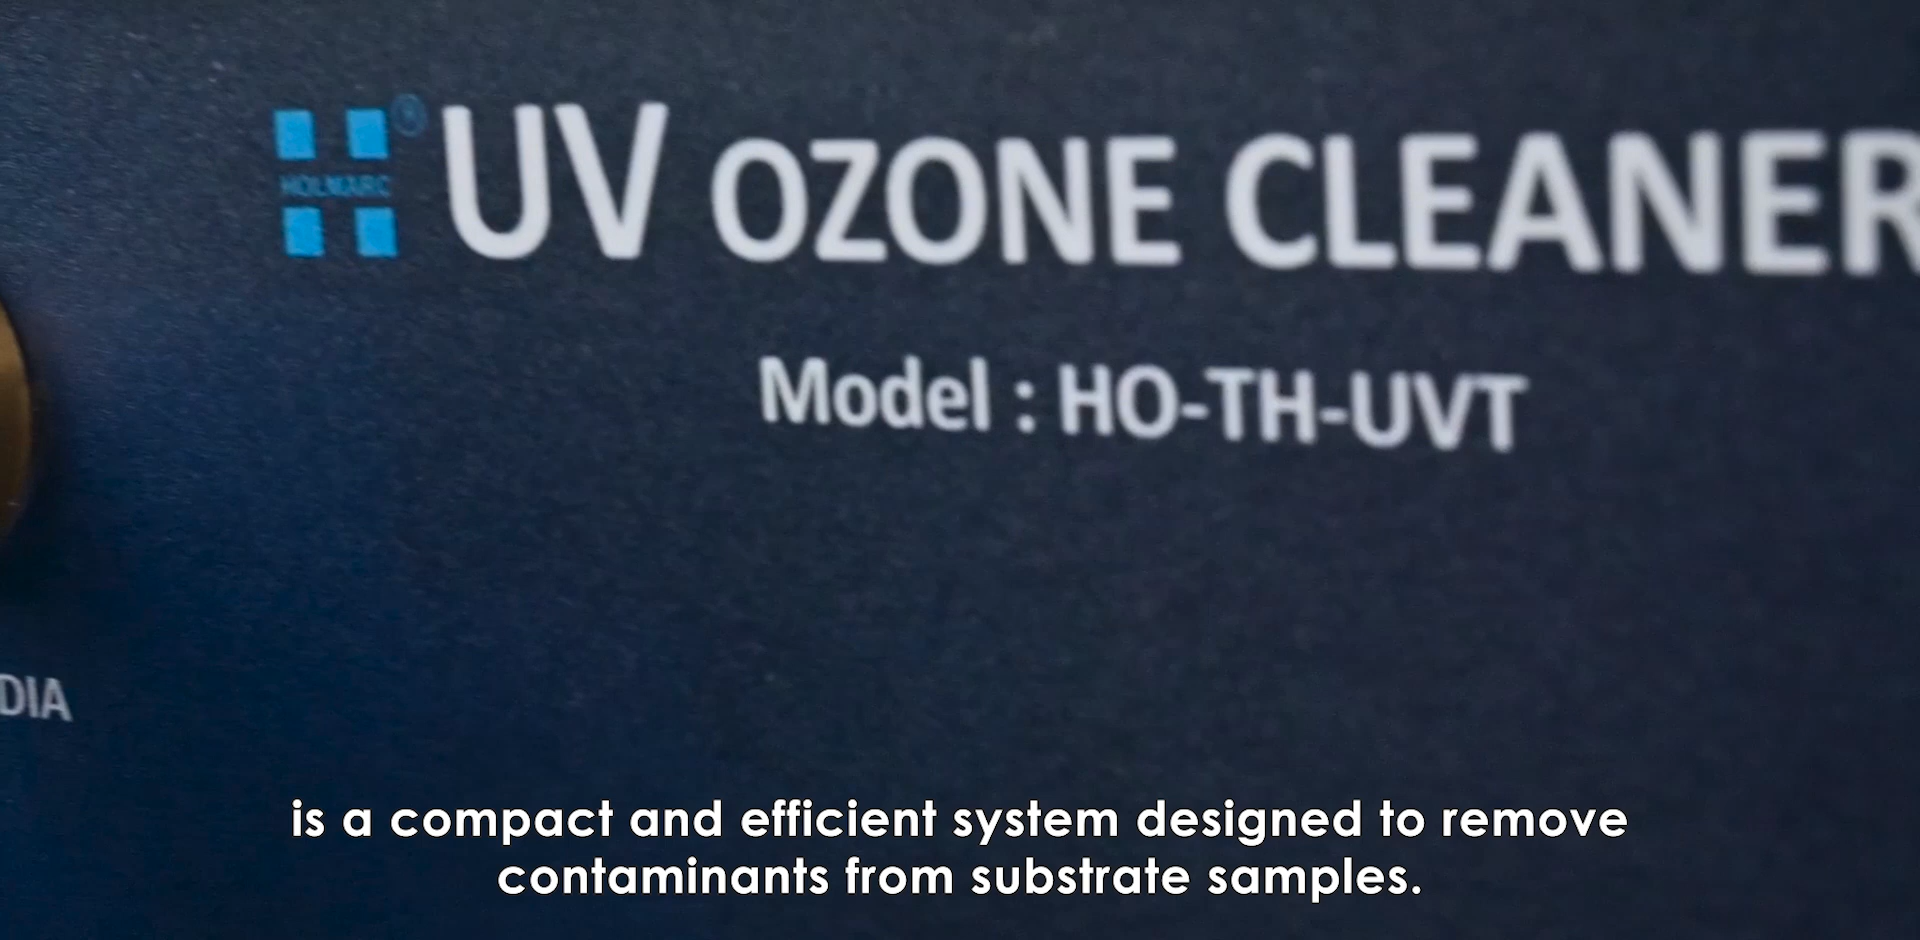 HOLMARC
UV OZONE CLEANER
Model : HO-TH-UVT
DIA
is a compact and efficient system designed to remove
contaminants from substrate samples.